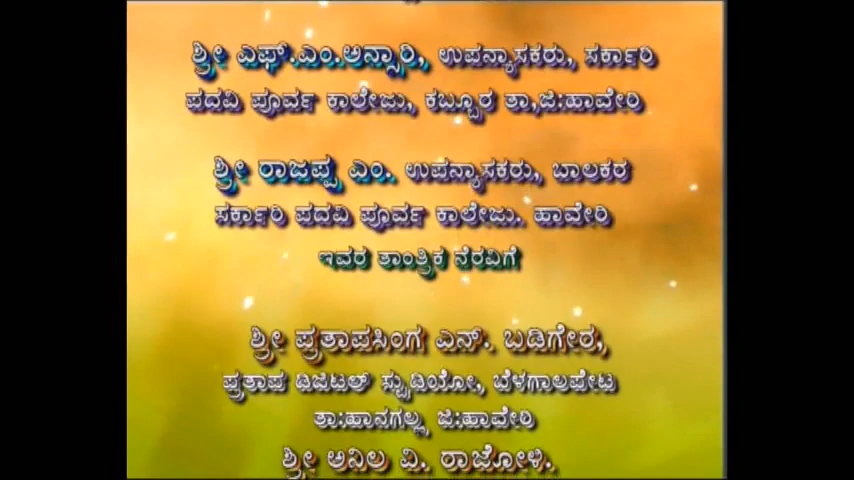 ಶ್ರೀ ಎಫ್.ಎಂ.ಅನ್ಸಾರಿ, ಉಪನ್ಯಾಸಕರು, ಸರ್ಕಾರಿ
ಪದವಿ ಪೂರ್ವ ಕಾಲೇಜು, ಕಬ್ಬೂರ ತಾ,ಜಿ:ಹಾವೇರಿ
ಶ್ರೀ ರಾಜಪ್ಪ ಎಂ. ಉಪನ್ಯಾಸಕರು, ಬಾಲಕರ
ಸರ್ಕಾರಿ ಪದವಿ ಪೂರ್ವ ಕಾಲೇಜು. ಹಾವೇರಿ
ಇವರ ತಾಂತ್ರಿಕ ನೆರವಿಗೆ
ಶ್ರೀ ಪ್ರತಾಪಸಿಂಗ ಎನ್. ಬಡಿಗೇರ,
ಪ್ರತಾಪ ಡಿಜಿಟಲ್ ಸ್ಟುಡಿಯೋ, ಬೆಳಗಾಲಪೇಟ
ತಾ:ಹಾನಗಲ್ಲ ಜಿ:ಹಾವೇರಿ
ಶ್ರೀ ಅನಿಲ ವಿ. ರಾಜೋಳಿ.